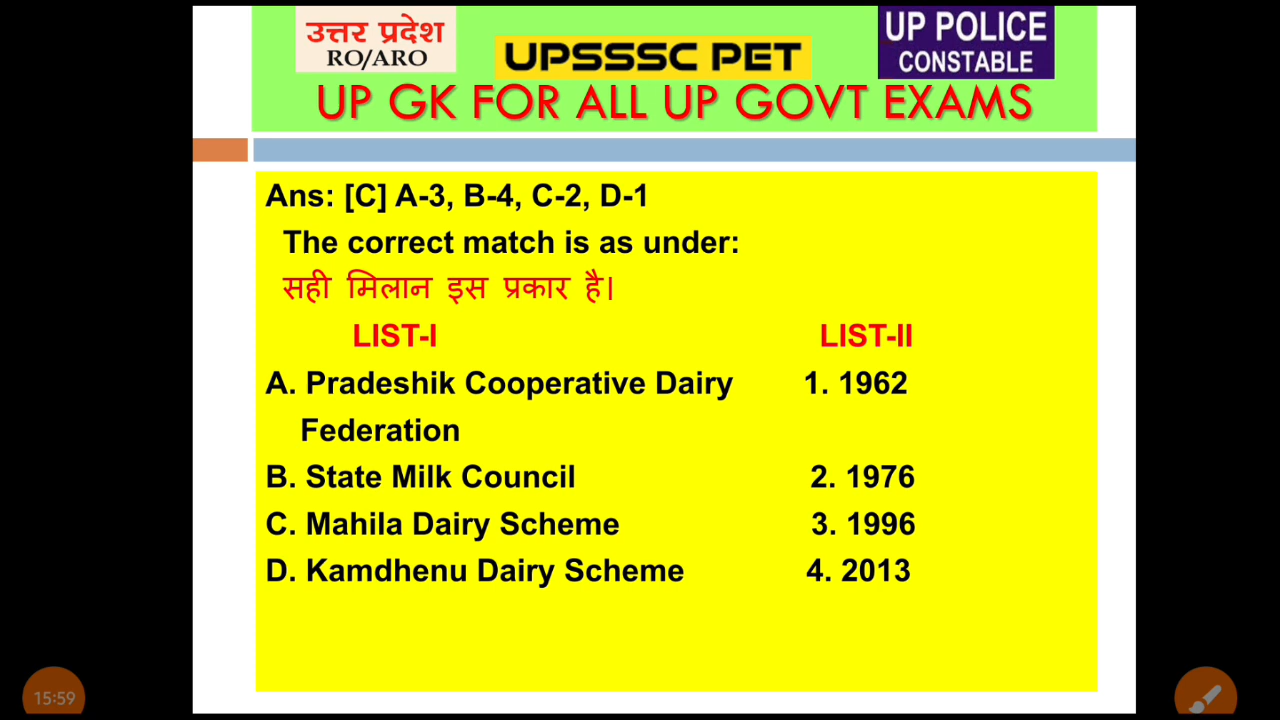 उत्तर प्रदेश
RO/ARO
UPSSSC PET
UP POLICE
CONSTABLE
UP GK FOR ALL UP GOVT EXAMS
Ans: [C] A-3, B-4, C-2, D-1
The correct match is as under:
सही मिलान इस प्रकार है।
LIST-I LIST-II
A. Pradeshik Cooperative Dairy 1. 1962
Federation
B. State Milk Council 2. 1976
C. Mahila Dairy Scheme 3. 1996
D. Kamdhenu Dairy Scheme 4. 2013
15:59